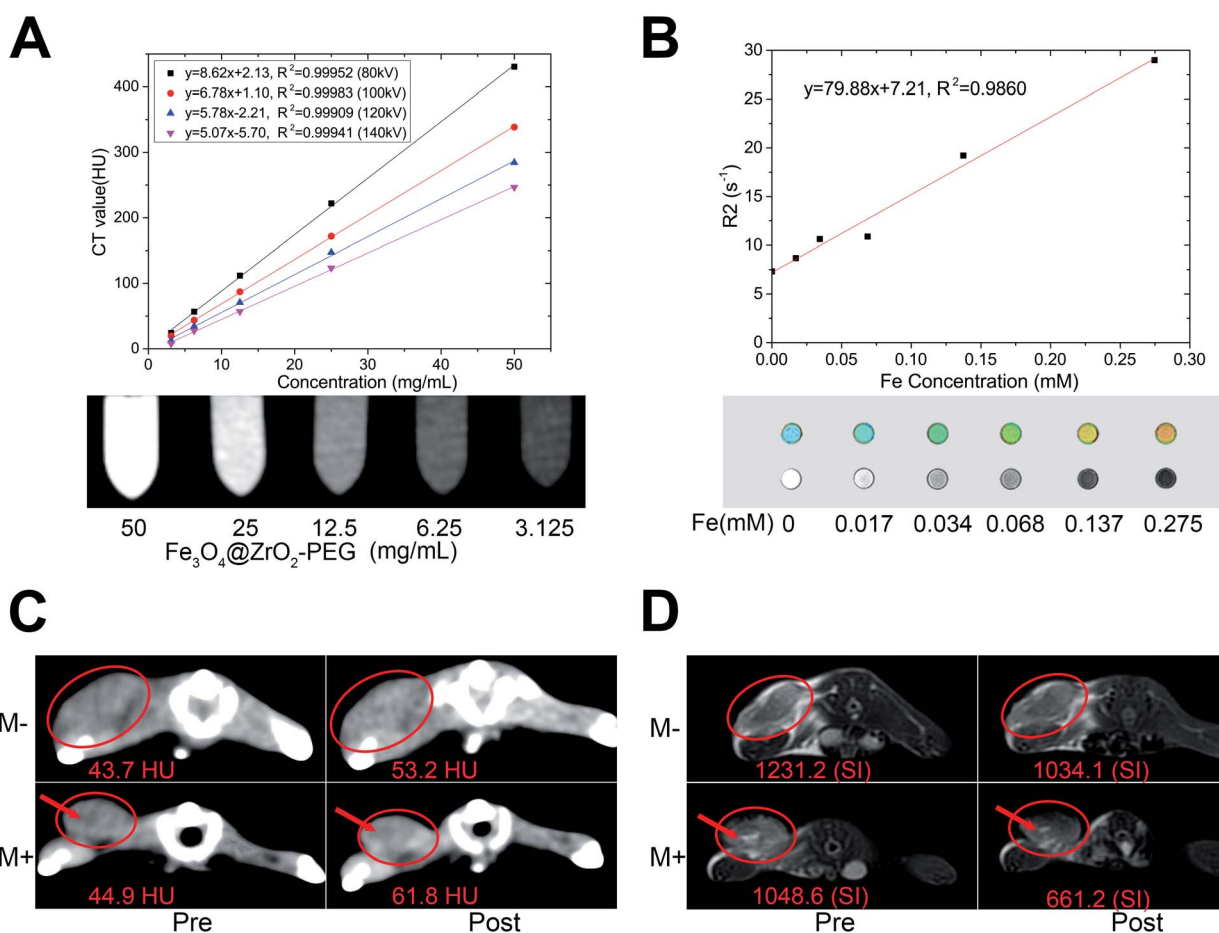 A
y=8.62x+2.13, R²=0.99952 (80kV)
y=6.78x+1.10, R²=0.99983 (100kV)
y=5.78x-2.21, R²=0.99909 (120kV)
y=5.07x-5.70, R²=0.99941 (140kV)
CT value(HU)
400
300
200
100
0
0 10 20 30 40 50
Concentration (mg/mL)
50 25 12.5 6.25 3.125
Fe₃O₄@ZrO₂-PEG (mg/mL)
B
y=79.88x+7.21, R²=0.9860
R2 (s⁻¹)
30
25
20
15
10
5
0
0.00 0.05 0.10 0.15 0.20 0.25 0.30
Fe Concentration (mM)
Fe(mM) 0 0.017 0.034 0.068 0.137 0.275
C
M-
43.7 HU
53.2 HU
M+
44.9 HU
61.8 HU
Pre
Post
D
M-
1231.2 (SI)
1034.1 (SI)
M+
1048.6 (SI)
661.2 (SI)
Pre
Post